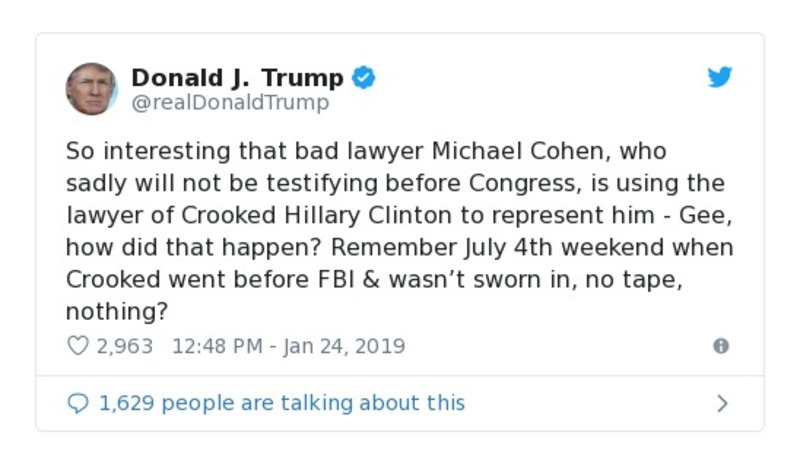 Donald J. Trump
@realDonaldTrump
So interesting that bad lawyer Michael Cohen, who
sadly will not be testifying before Congress, is using the
lawyer of Crooked Hillary Clinton to represent him - Gee,
how did that happen? Remember July 4th weekend when
Crooked went before FBI & wasn’t sworn in, no tape,
nothing?
2,963 12:48 PM - Jan 24, 2019
1,629 people are talking about this